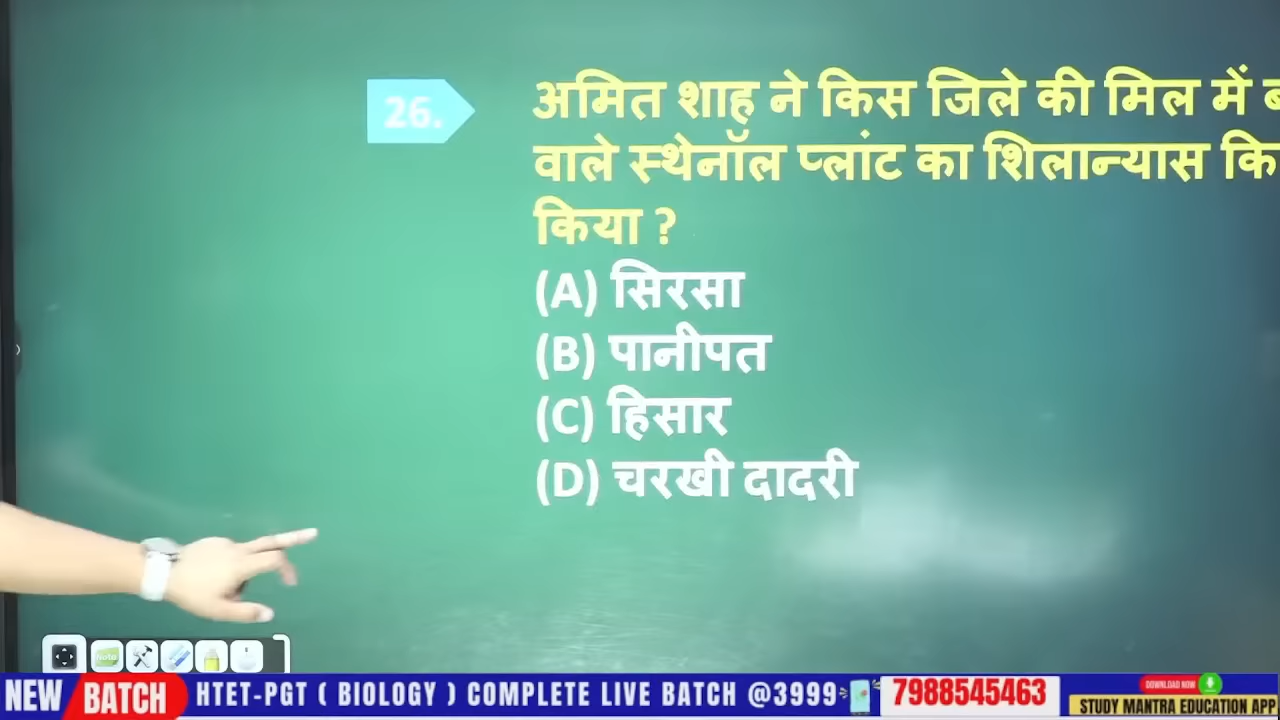 26.
अमित शाह ने किस जिले की मिल में
वाले स्थेनॉल प्लांट का शिलान्यास
किया ?
(A) सिरसा
(B) पानीपत
(C) हिसार
(D) चरखी दादरी
NEW BATCH HTET-PGT ( BIOLOGY ) COMPLETE LIVE BATCH @3999 7988545463
DOWNLOAD NOW
STUDY MANTRA EDUCATION APP